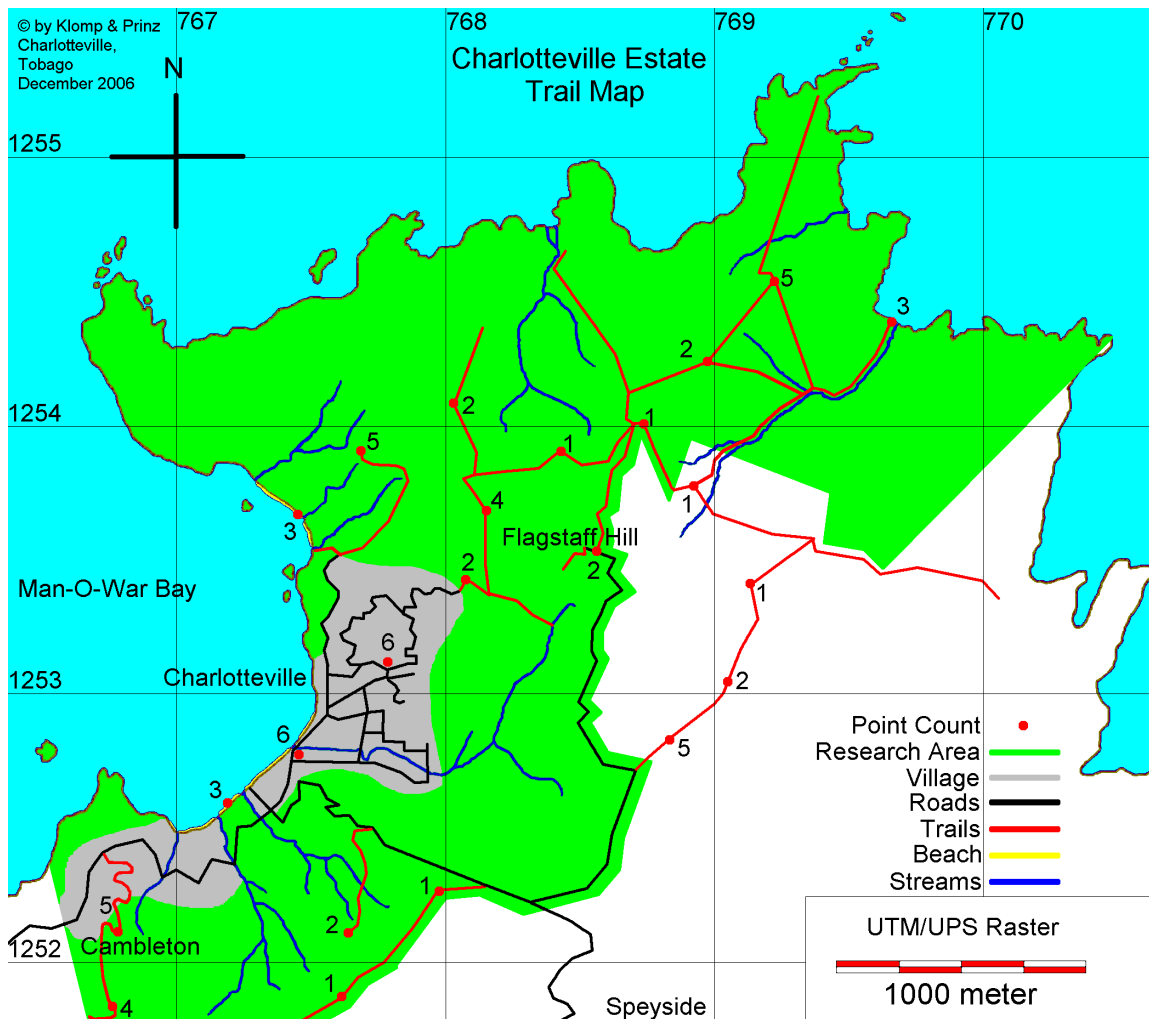 © by Klomp & Prinz
Charlotteville,
Tobago
December 2006
767
768
769
770
N
Charlotteville Estate
Trail Map
1255
5
3
2
1254
2
1
5
1
4
1
3
Flagstaff Hill
2
2
1
Man-O-War Bay
6
Charlotteville
2
1253
6
5
3
Point Count
Research Area
Village
Roads
Trails
Beach
Streams
1
5
2
Cambleton
1252
UTM/UPS Raster
1
4
1000 meter
Speyside